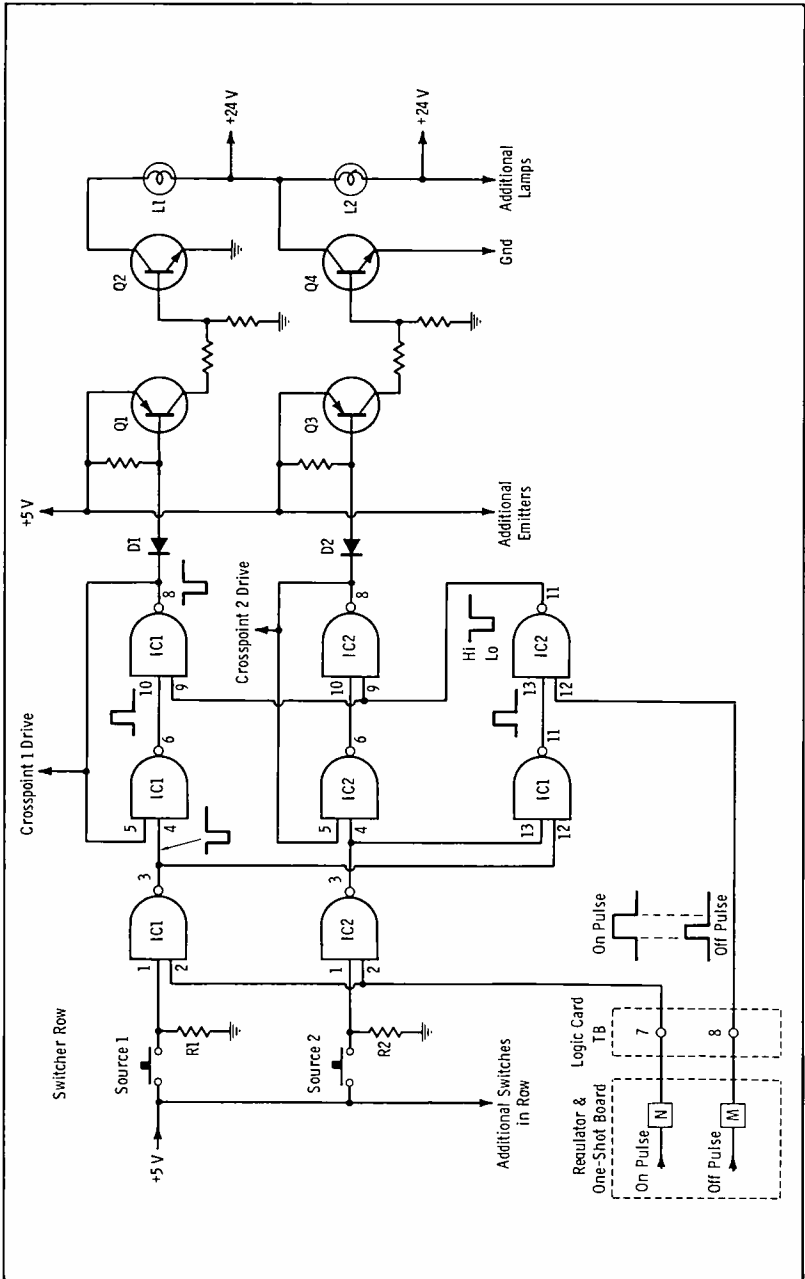 Switcher Row
+5 V
Source 1
R1
Source 2
R2
Additional Switches
in Row
Regulator &
One-Shot Board
On Pulse
N
Off Pulse
M
Logic Card
TB
7
8
On Pulse
Off Pulse
Crosspoint 1 Drive
1
2
IC1
3
5
4
IC1
6
10
9
IC1
8
D1
Crosspoint 2 Drive
1
2
IC2
3
5
4
IC2
6
10
9
IC2
8
D2
13
12
IC1
11
13
12
IC2
11
Hi
Lo
+5 V
Q1
Q2
L1
+24 V
Q3
Q4
L2
+24 V
Additional
Emitters
Gnd
Additional
Lamps